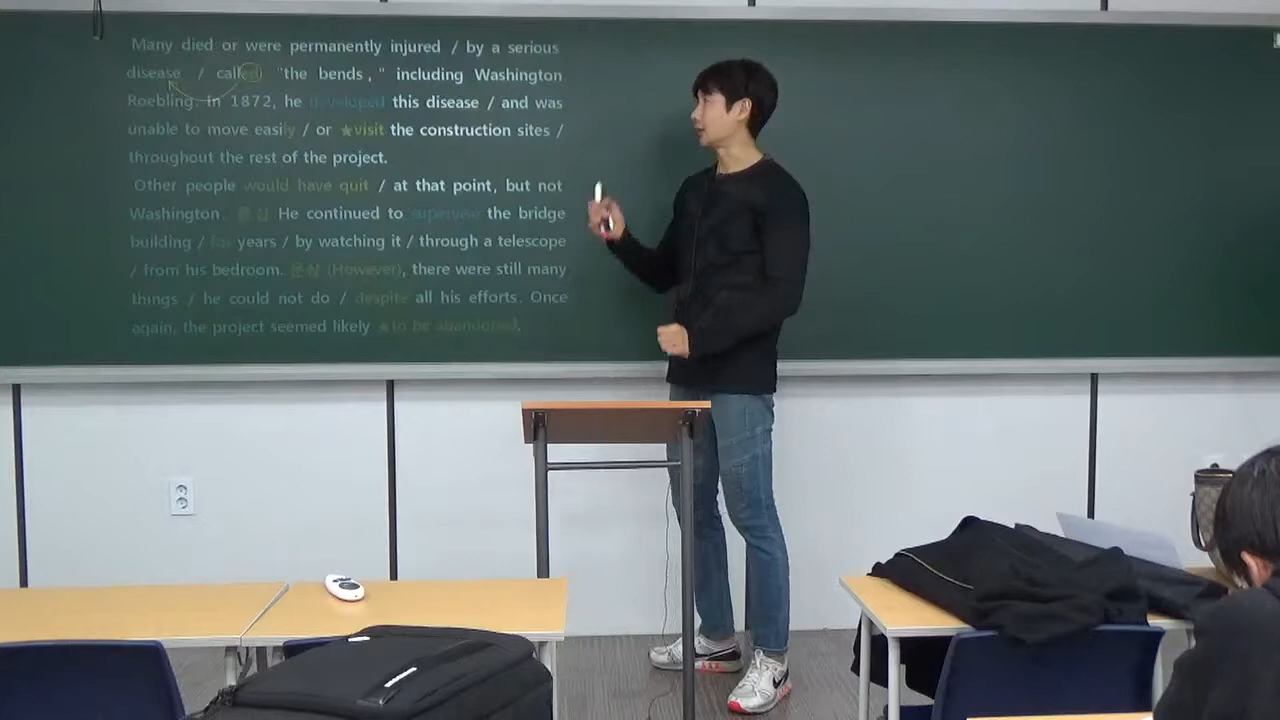 Many died or were permanently injured / by a serious
disease / called "the bends," including Washington
Roebling. In 1872, he developed this disease / and was
unable to move easily / or ★visit the construction sites /
throughout the rest of the project.
Other people would have quit / at that point, but not
Washington. 문삽 He continued to supervise the bridge
building / for years / by watching it / through a telescope
/ from his bedroom. 문삽 (However), there were still many
things / he could not do / despite all his efforts. Once
again, the project seemed likely ★to be abandoned.